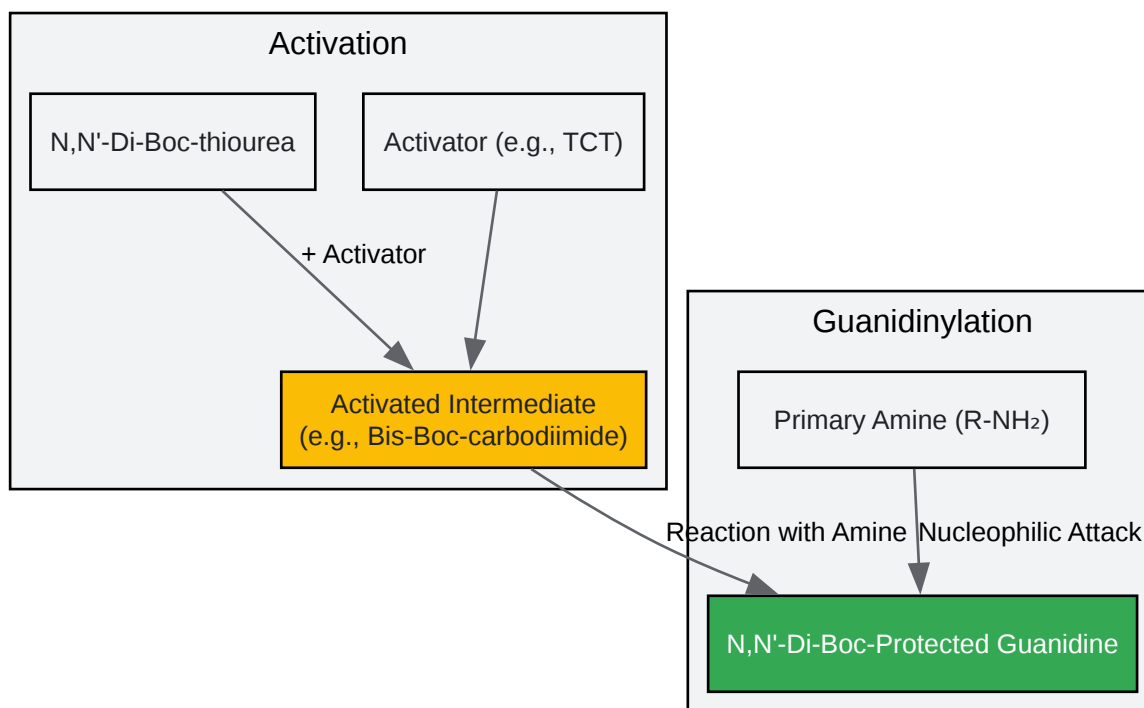 Activation
N,N'-Di-Boc-thiourea
Activator (e.g., TCT)
+ Activator
Activated Intermediate
(e.g., Bis-Boc-carbodiimide)
Guanidinylation
Primary Amine (R-NH₂)
Reaction with Amine
Nucleophilic Attack
N,N'-Di-Boc-Protected Guanidine